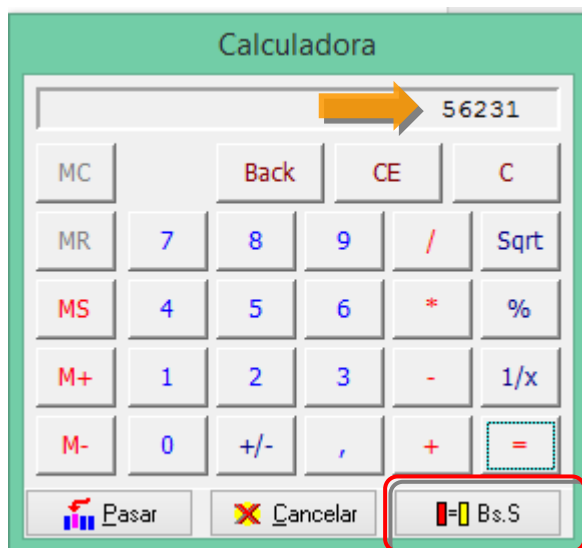 Calculadora
56231
MC Back CE C
MR 7 8 9 / Sqrt
MS 4 5 6 * %
M+ 1 2 3 - 1/x
M- 0 +/- , + =
Pasar Cancelar = Bs.S